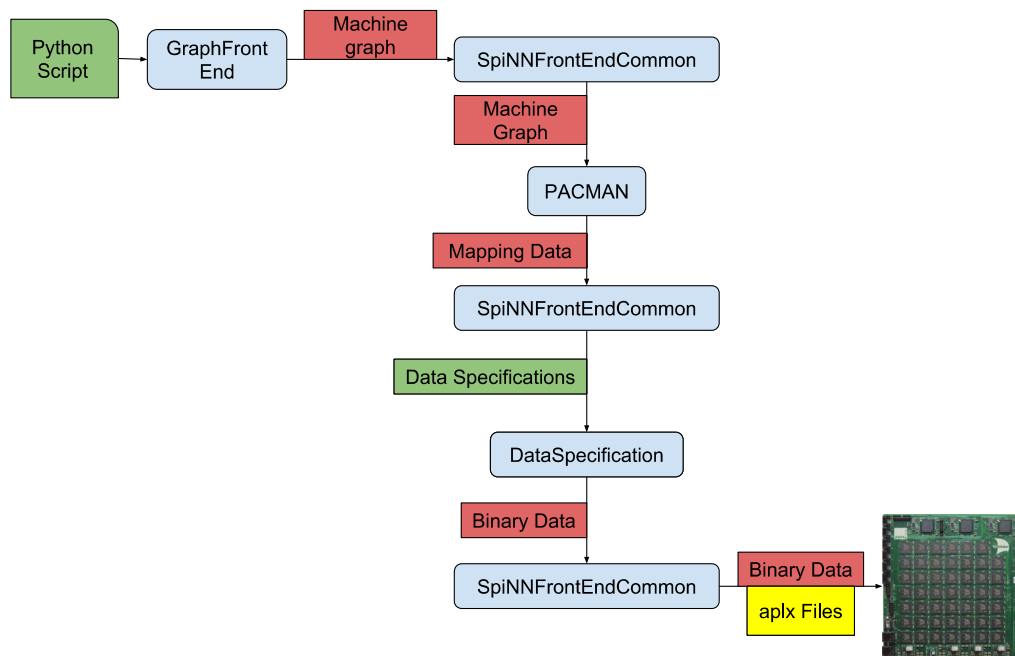 Python
Script
GraphFront
End
Machine
graph
SpiNNFrontEndCommon
Machine
Graph
PACMAN
Mapping Data
SpiNNFrontEndCommon
Data Specifications
DataSpecification
Binary Data
SpiNNFrontEndCommon
Binary Data
aplx Files